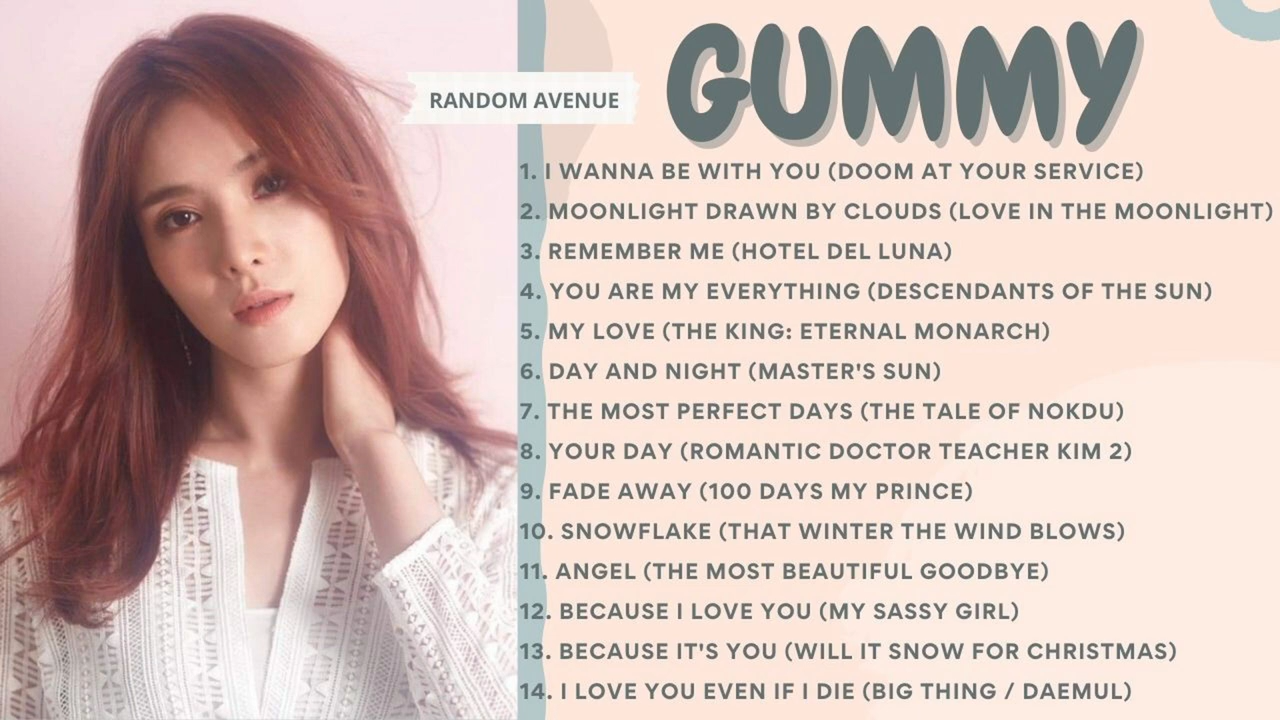 RANDOM AVENUE
GUMMY
1. I WANNA BE WITH YOU (DOOM AT YOUR SERVICE)
2. MOONLIGHT DRAWN BY CLOUDS (LOVE IN THE MOONLIGHT)
3. REMEMBER ME (HOTEL DEL LUNA)
4. YOU ARE MY EVERYTHING (DESCENDANTS OF THE SUN)
5. MY LOVE (THE KING: ETERNAL MONARCH)
6. DAY AND NIGHT (MASTER'S SUN)
7. THE MOST PERFECT DAYS (THE TALE OF NOKDU)
8. YOUR DAY (ROMANTIC DOCTOR TEACHER KIM 2)
9. FADE AWAY (100 DAYS MY PRINCE)
10. SNOWFLAKE (THAT WINTER THE WIND BLOWS)
11. ANGEL (THE MOST BEAUTIFUL GOODBYE)
12. BECAUSE I LOVE YOU (MY SASSY GIRL)
13. BECAUSE IT'S YOU (WILL IT SNOW FOR CHRISTMAS)
14. I LOVE YOU EVEN IF I DIE (BIG THING / DAEMUL)